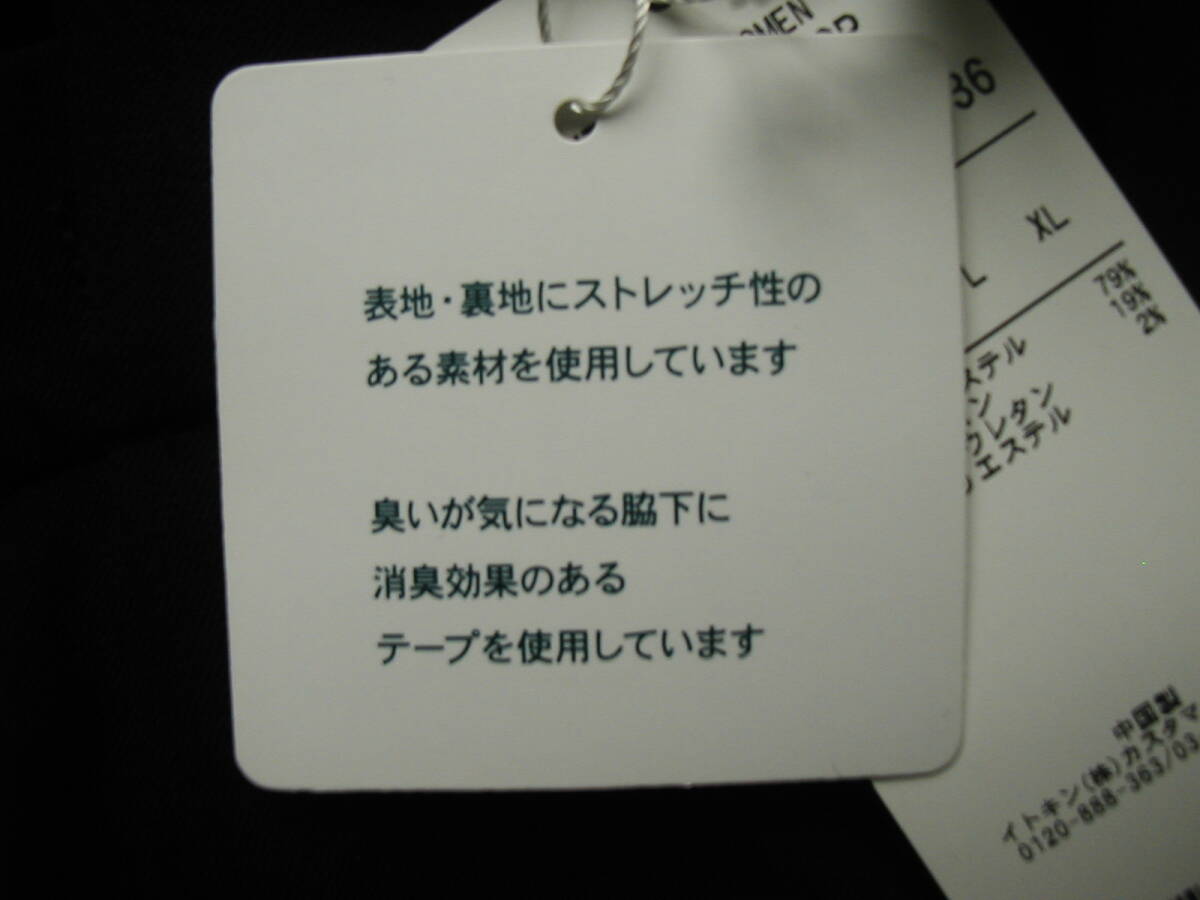 表地・裏地にストレッチ性の
ある素材を使用しています
臭いが気になる脇下に
消臭効果のある
テープを使用しています
36
L XL
79%
19%
2%
ステル
ン
ウレタン
エステル
中国製
イトキン(株)カスタマ
0120-888-363/03